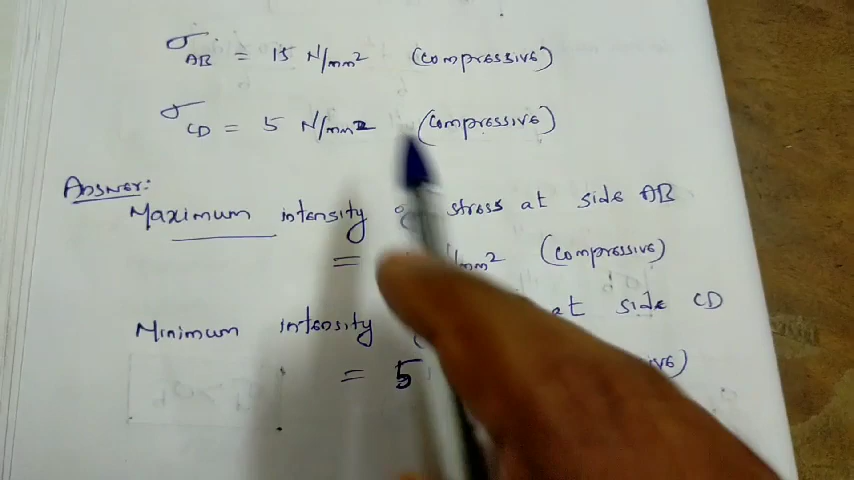 σAB = 15 N/mm² (compressive)
σCD = 5 N/mm² (compressive)
Answer:
Maximum intensity stress at side AB
= /mm² (compressive)
Minimum intensity at side CD
= 5